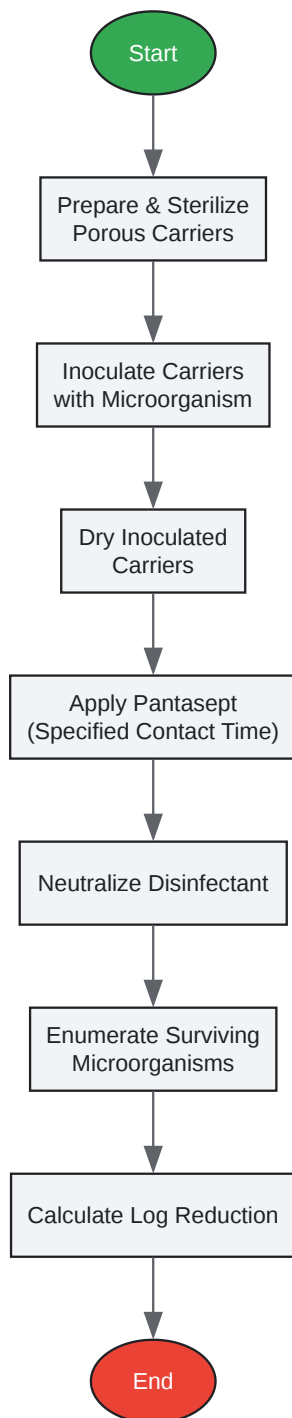 Start
Prepare & Sterilize
Porous Carriers
Inoculate Carriers
with Microorganism
Dry Inoculated
Carriers
Apply Pantasept
(Specified Contact Time)
Neutralize Disinfectant
Enumerate Surviving
Microorganisms
Calculate Log Reduction
End